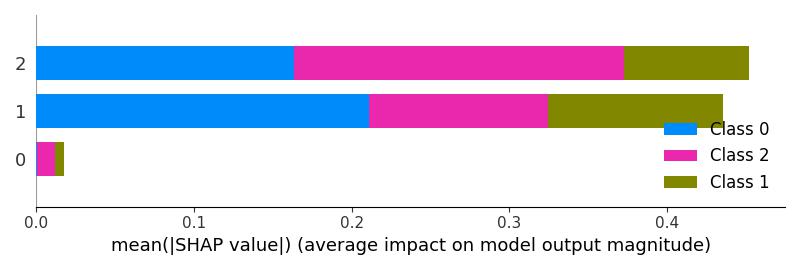 2
1
0
Class 0
Class 2
Class 1
0.0 0.1 0.2 0.3 0.4
mean(|SHAP value|) (average impact on model output magnitude)